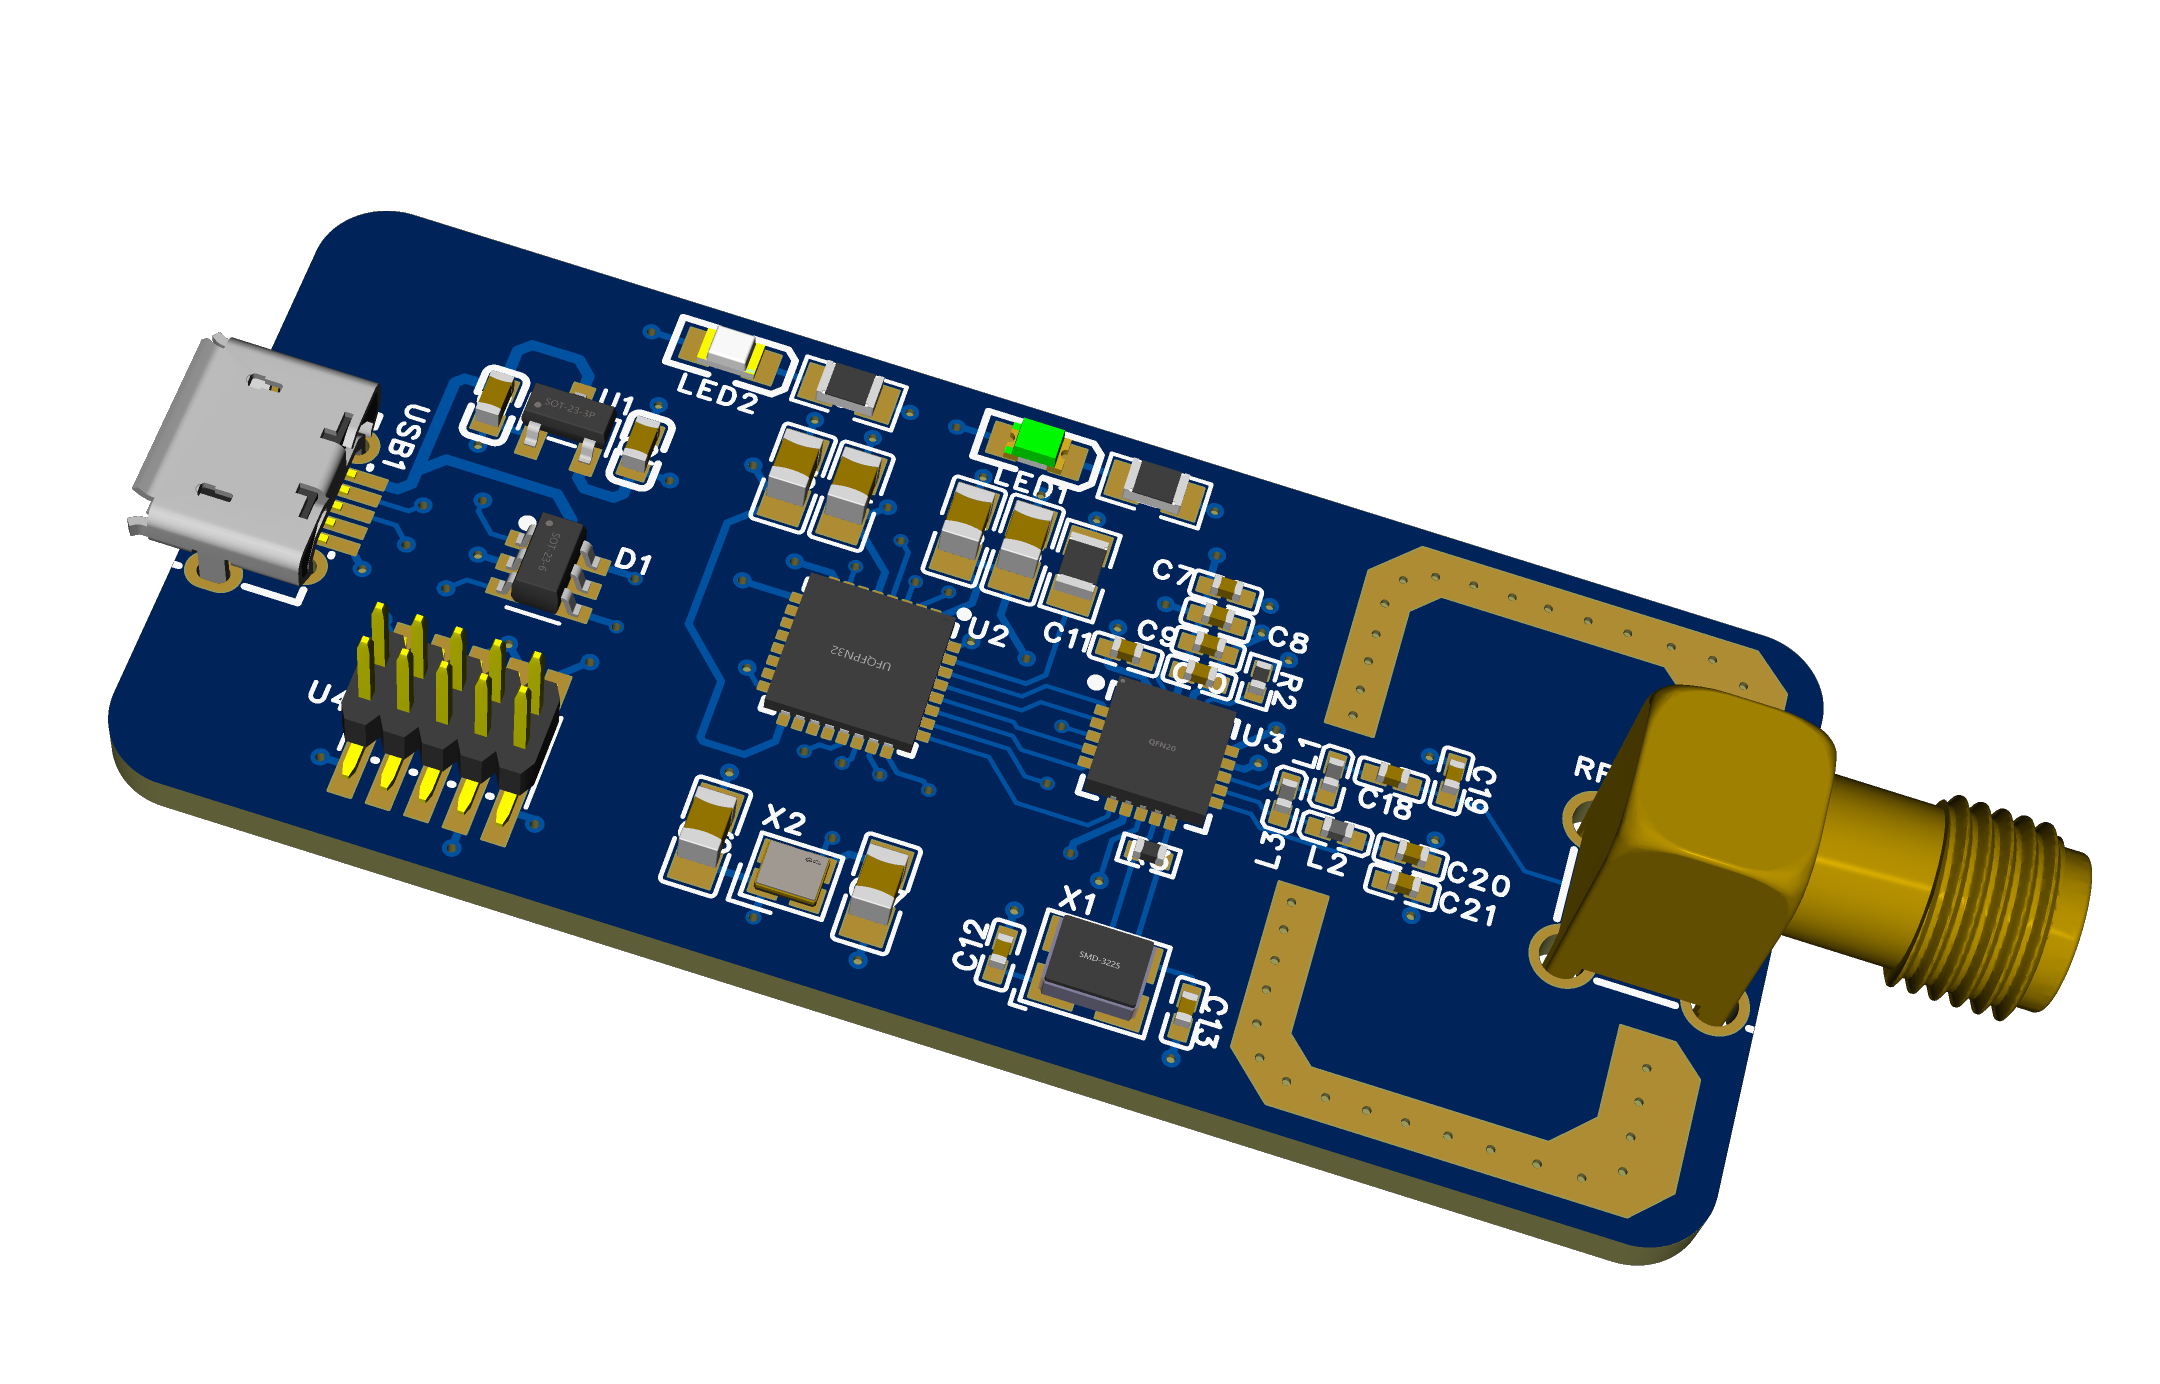 LED2
U1
SOT-23-3P
USB1
LED1
SOT-23-6
D1
C7
C8
C9
C11
U2
UFQFPN32
R2
U4
QFN20
U3
L1
C18
C19
X2
L3
L2
C20
C21
X1
C12
SMD-3225
C13